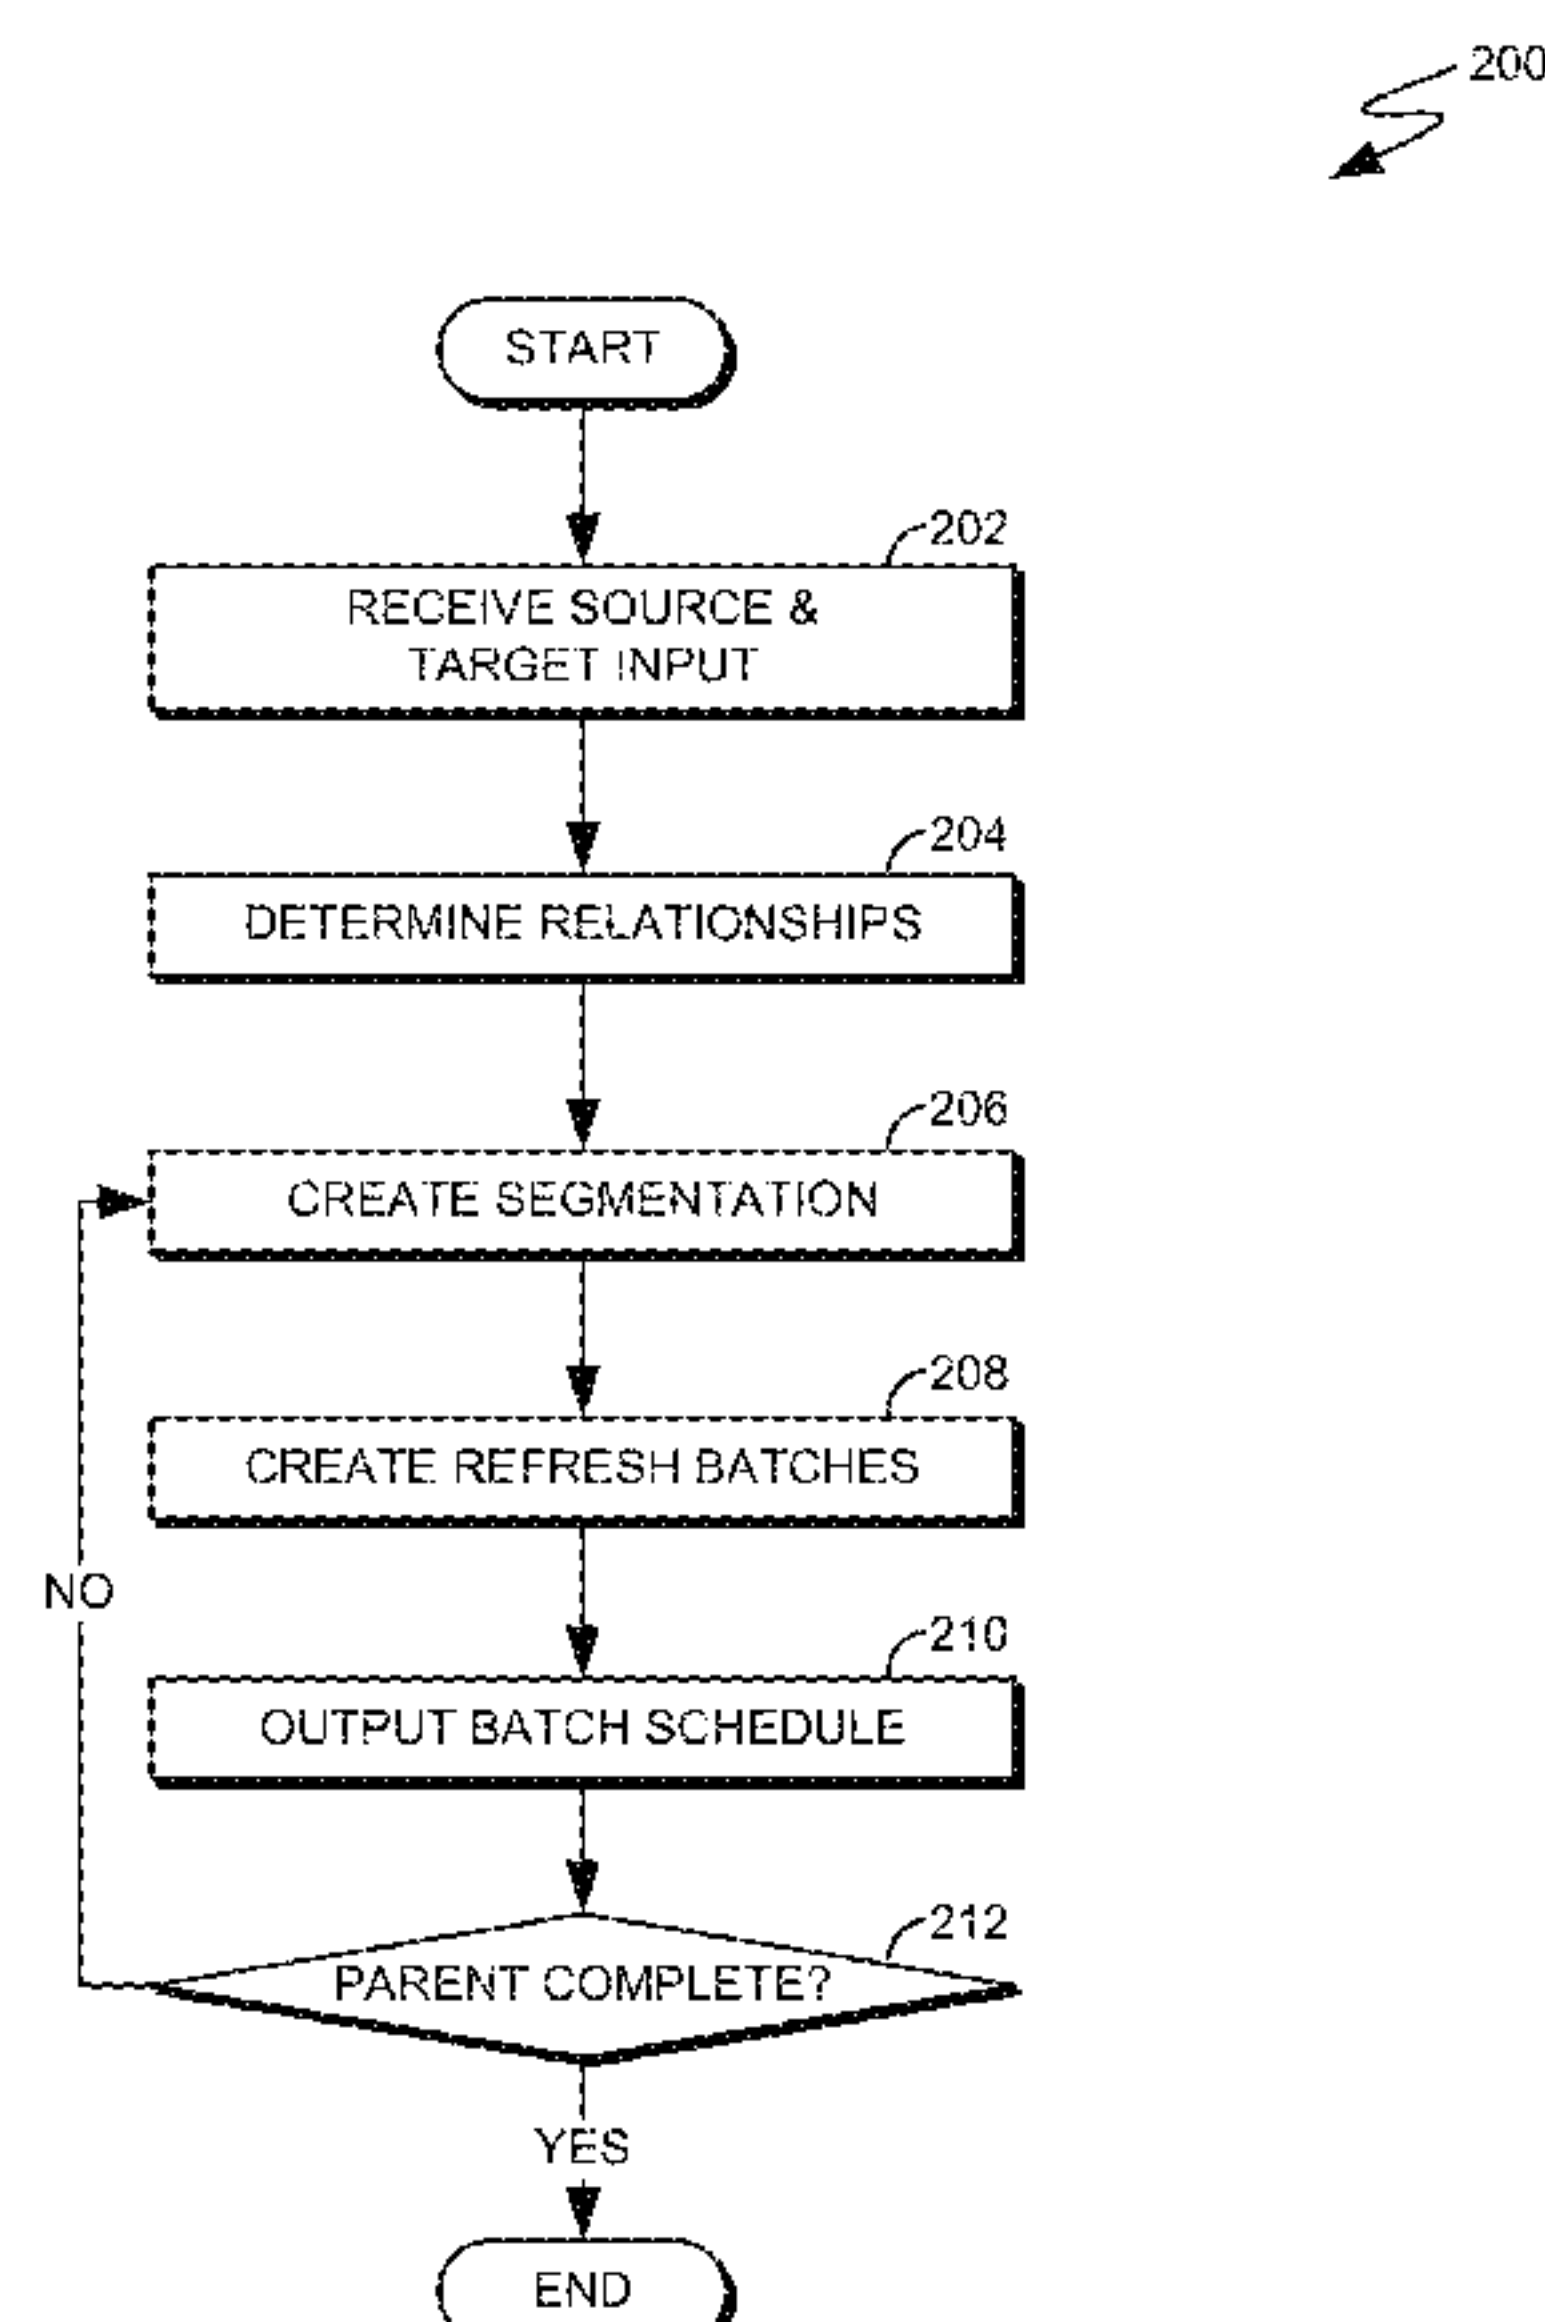 200
START
202
RECEIVE SOURCE &
TARGET INPUT
204
DETERMINE RELATIONSHIPS
206
CREATE SEGMENTATION
208
CREATE REFRESH BATCHES
NO
210
OUTPUT BATCH SCHEDULE
212
PARENT COMPLETE?
YES
END